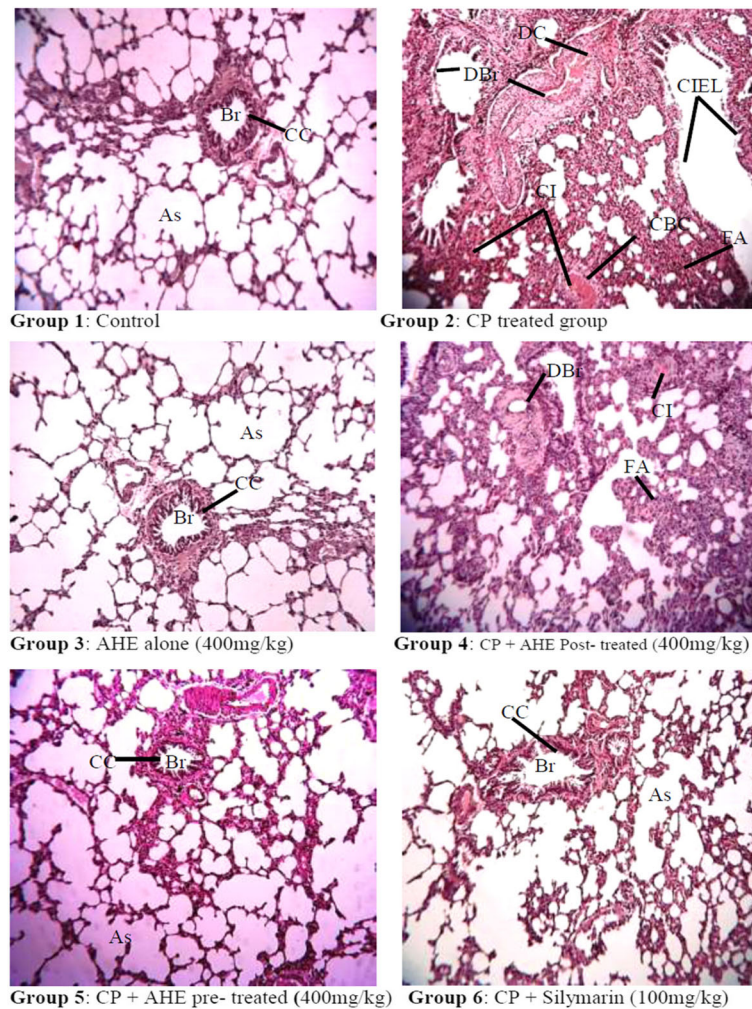 Br
CC
As
Group 1: Control
DC
DBr
CIEL
CI
CBC
FA
Group 2: CP treated group
As
CC
Br
Group 3: AHE alone (400mg/kg)
DBr
CI
FA
Group 4: CP + AHE Post- treated (400mg/kg)
CC
Br
As
Group 5: CP + AHE pre- treated (400mg/kg)
CC
Br
As
Group 6: CP + Silymarin (100mg/kg)